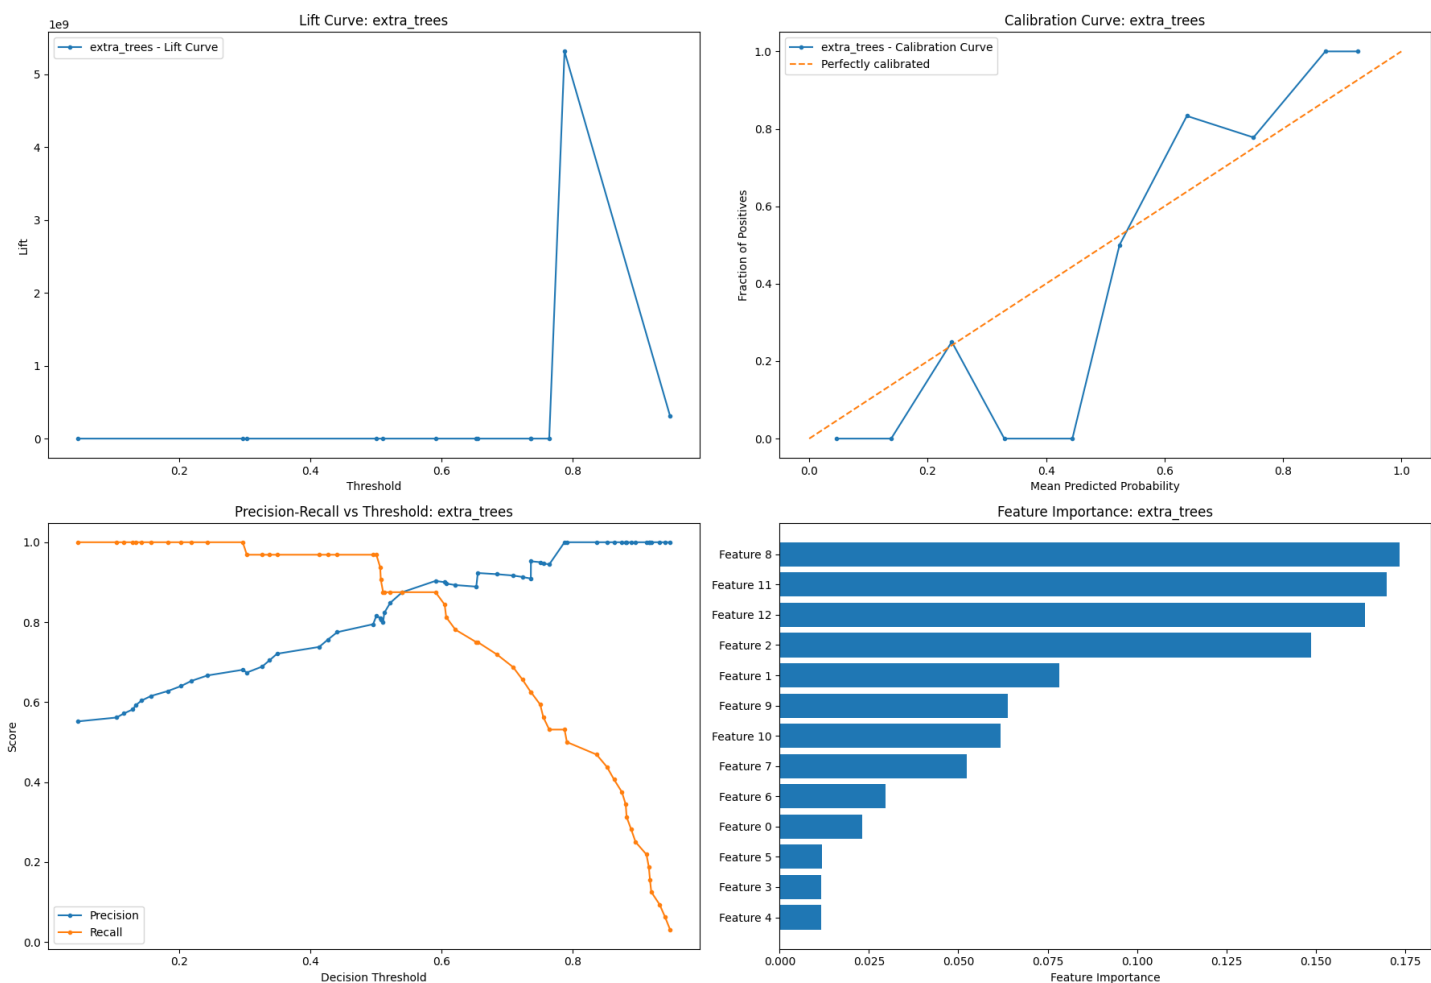 Lift Curve: extra_trees
1e9
extra_trees - Lift Curve
5
4
3
2
1
0
Lift
0.2
0.4
0.6
0.8
Threshold
Calibration Curve: extra_trees
extra_trees - Calibration Curve
Perfectly calibrated
1.0
0.8
0.6
0.4
0.2
0.0
Fraction of Positives
0.0
0.2
0.4
0.6
0.8
1.0
Mean Predicted Probability
Precision-Recall vs Threshold: extra_trees
1.0
0.8
0.6
0.4
0.2
0.0
Score
Precision
Recall
0.2
0.4
0.6
0.8
Decision Threshold
Feature Importance: extra_trees
Feature 8
Feature 11
Feature 12
Feature 2
Feature 1
Feature 9
Feature 10
Feature 7
Feature 6
Feature 0
Feature 5
Feature 3
Feature 4
0.000
0.025
0.050
0.075
0.100
0.125
0.150
0.175
Feature Importance